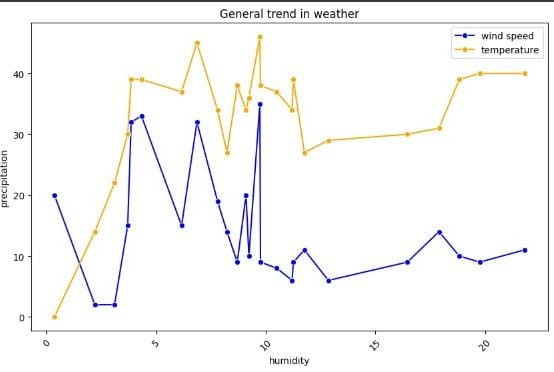 General trend in weather
wind speed
temperature
precipitation
40
30
20
10
0
0
5
10
15
20
humidity